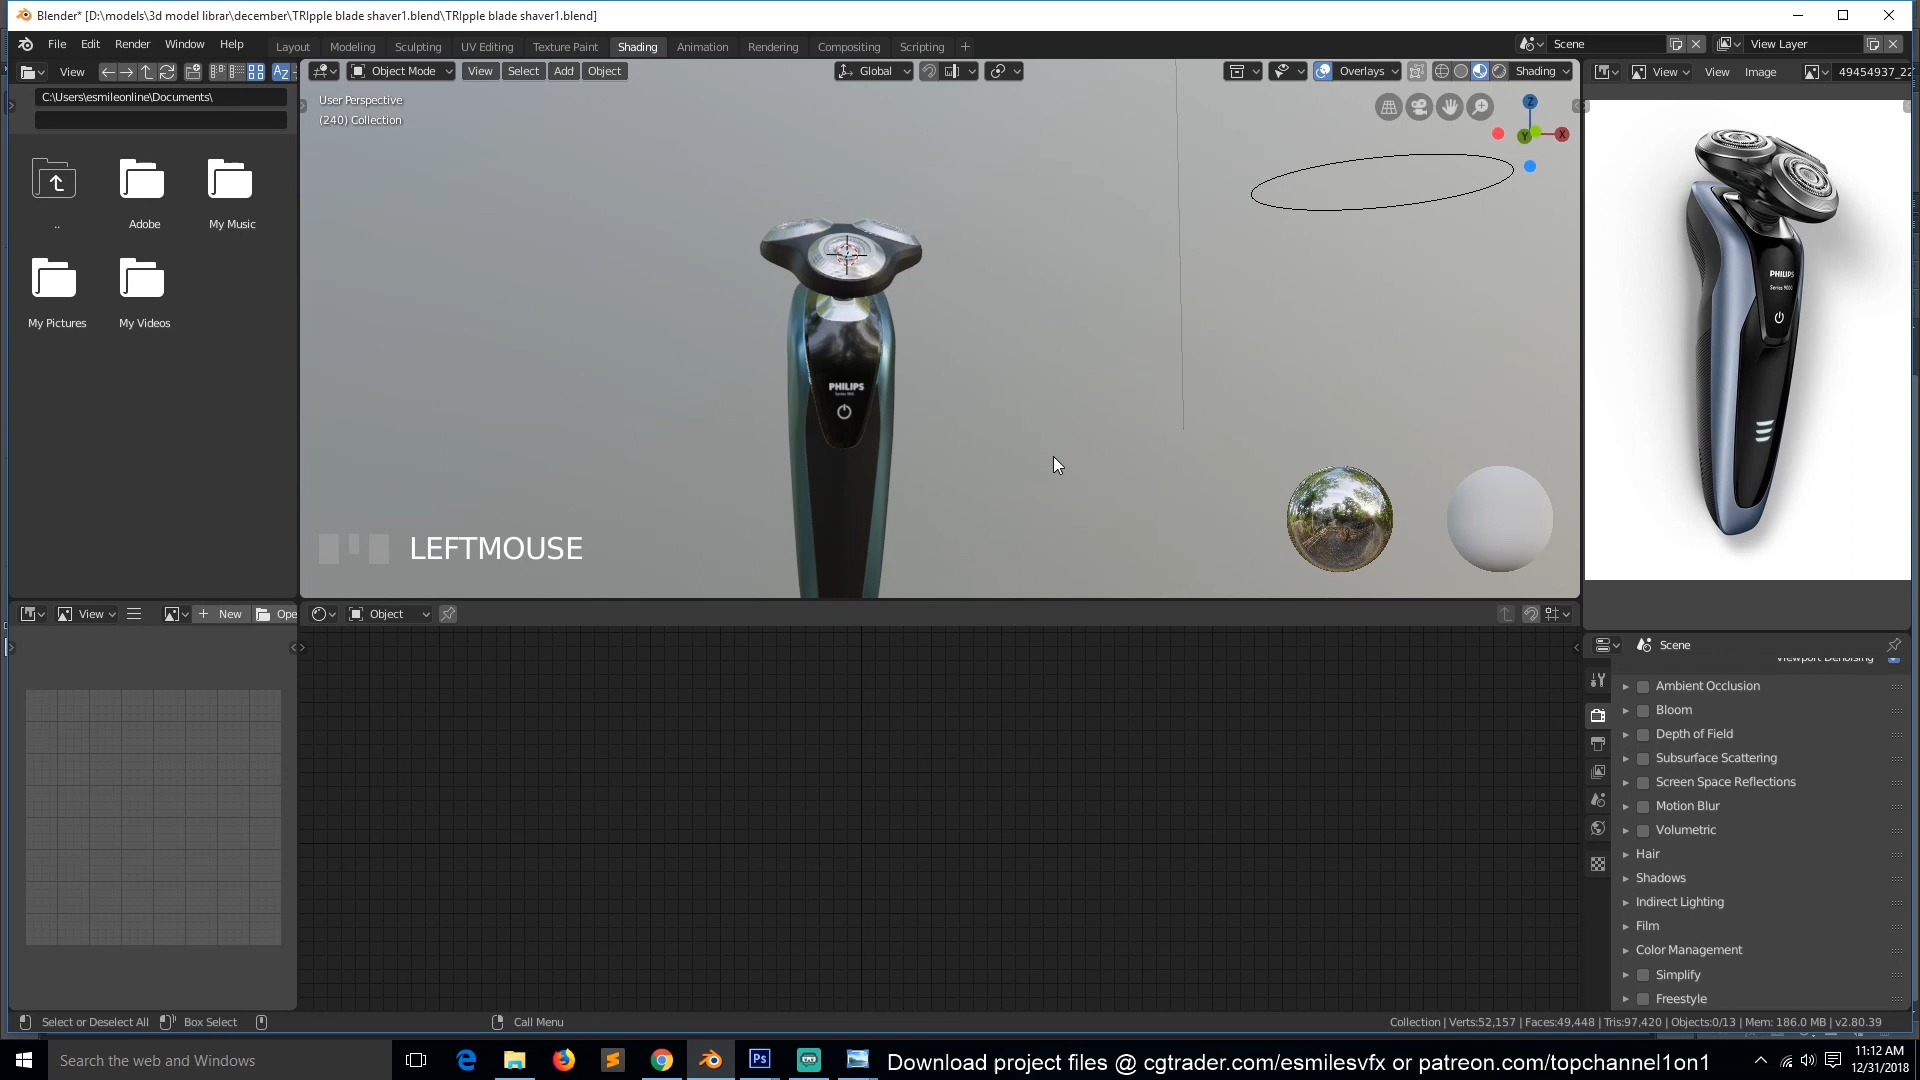 Blender* [D:\models\3d model librar\december\TRIpple blade shaver1.blend\TRIpple blade shaver1.blend]
File Edit Render Window Help
Layout Modeling Sculpting UV Editing Texture Paint Shading Animation Rendering Compositing Scripting +
Scene
View Layer
View
Object Mode View Select Add Object
Global
Overlays
Shading
View View Image
49454937_22
C:\Users\esmileonline\Documents\
User Perspective
(240) Collection
Z
Y
X
..
Adobe
My Music
My Pictures
My Videos
PHILIPS
PHILIPS
Series 9000
LEFTMOUSE
View
+ New
Ope
Object
Scene
Viewport Denoising
Ambient Occlusion
Bloom
Depth of Field
Subsurface Scattering
Screen Space Reflections
Motion Blur
Volumetric
Hair
Shadows
Indirect Lighting
Film
Color Management
Simplify
Freestyle
Select or Deselect All
Box Select
Call Menu
Collection | Verts:52,157 | Faces:49,448 | Tris:97,420 | Objects:0/13 | Mem: 186.0 MB | v2.80.39
Search the web and Windows
Download project files @ cgtrader.com/esmilesvfx or patreon.com/topchannel1on1
11:12 AM
12/31/2018